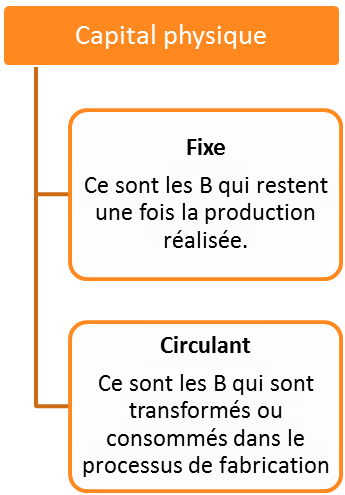 Capital physique
Fixe
Ce sont les B qui restent
une fois la production
réalisée.
Circulant
Ce sont les B qui sont
transformés ou
consommés dans le
processus de fabrication